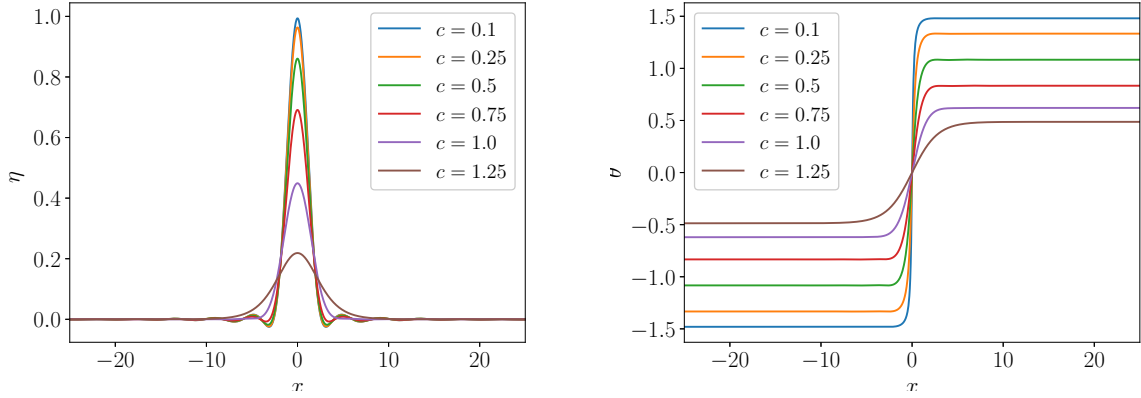 1.0
0.8
0.6
0.4
0.2
0.0
η
−20
−10
0
10
20
x
c = 0.1
c = 0.25
c = 0.5
c = 0.75
c = 1.0
c = 1.25
1.5
1.0
0.5
0.0
−0.5
−1.0
−1.5
θ
−20
−10
0
10
20
x
c = 0.1
c = 0.25
c = 0.5
c = 0.75
c = 1.0
c = 1.25